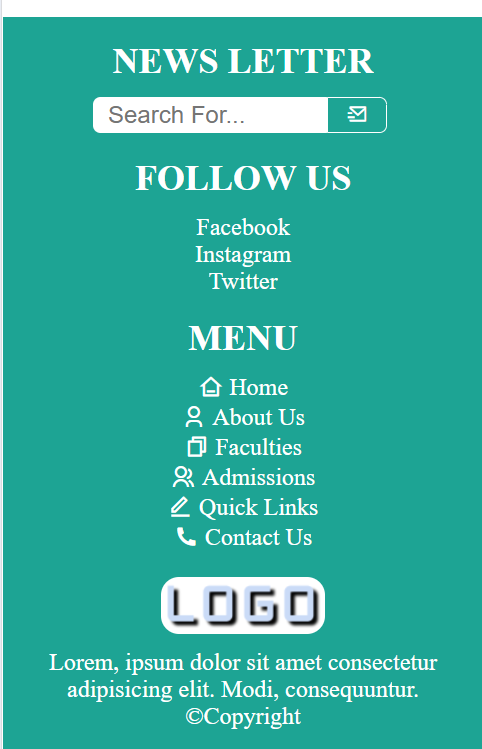 NEWS LETTER
Search For...
FOLLOW US
Facebook
Instagram
Twitter
MENU
Home
About Us
Faculties
Admissions
Quick Links
Contact Us
LOGO
Lorem, ipsum dolor sit amet consectetur
adipisicing elit. Modi, consequuntur.
©Copyright